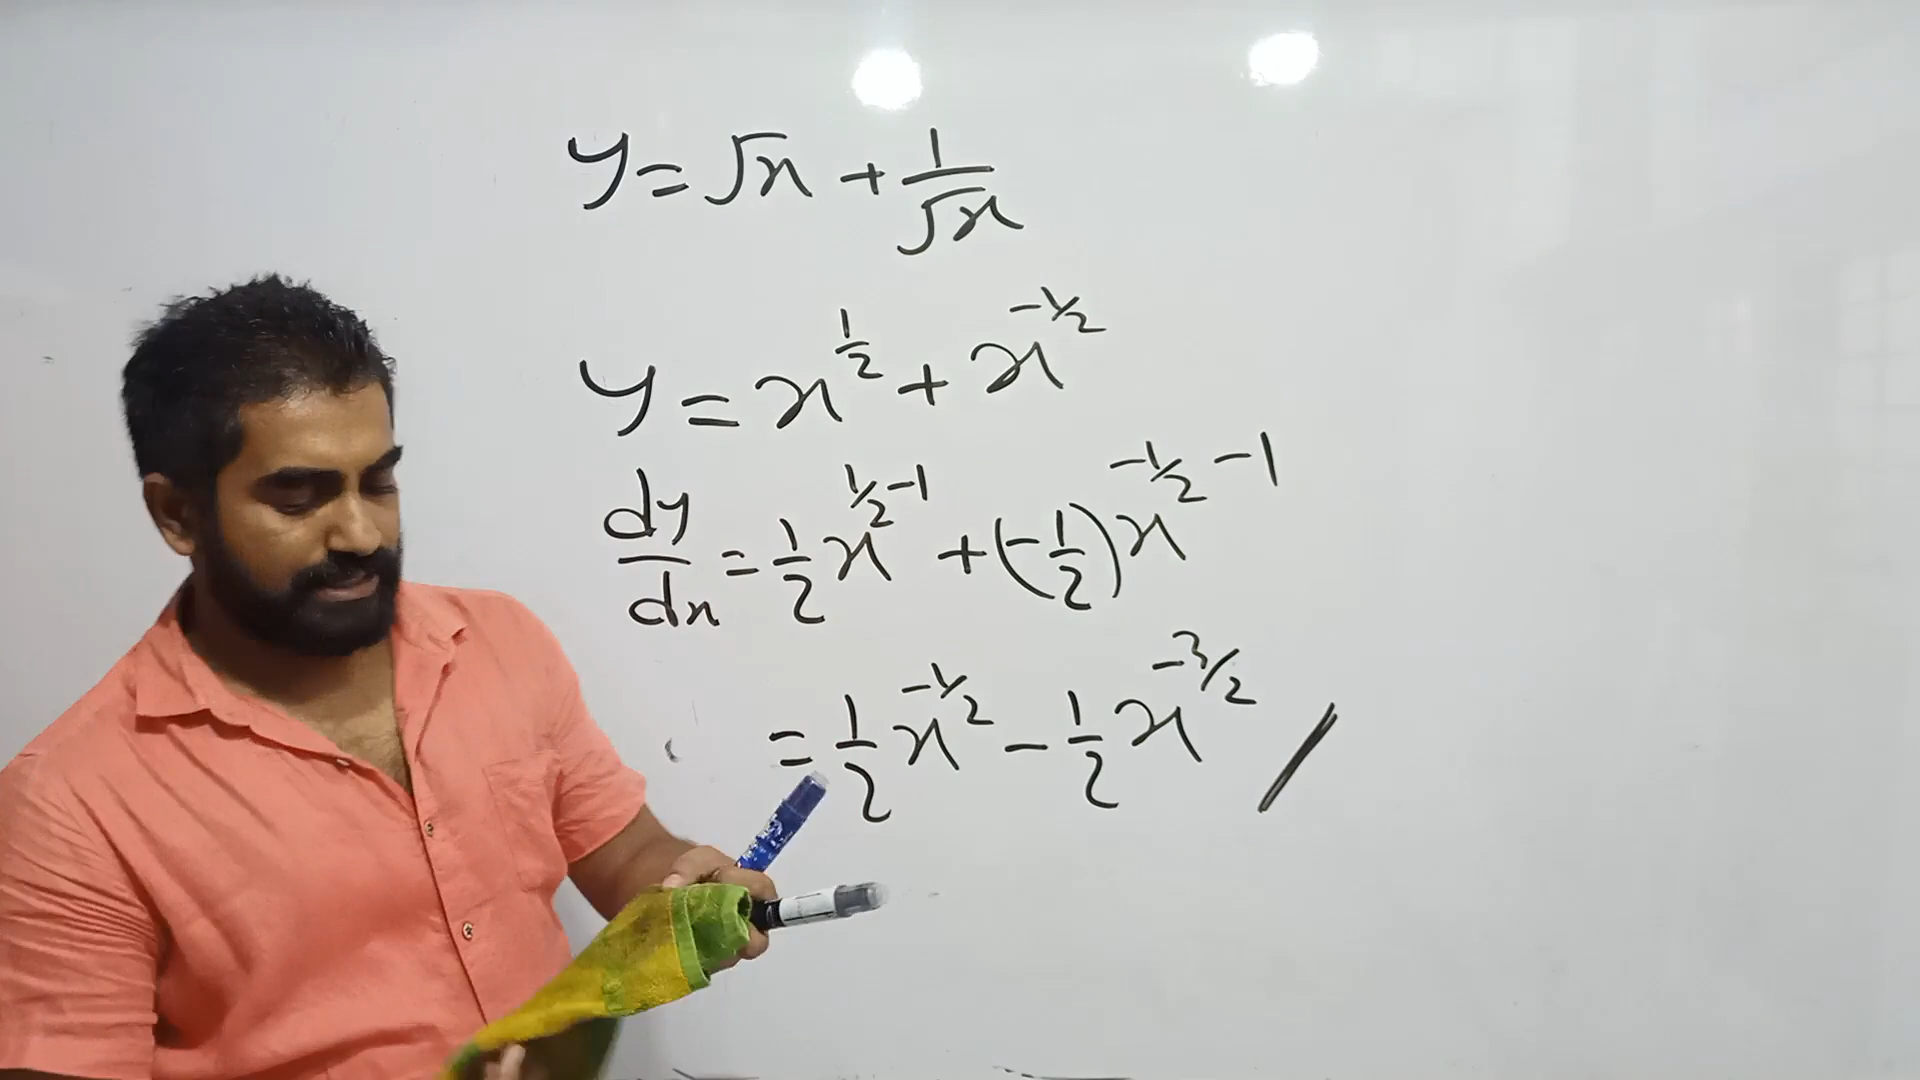 y = √x + 1/√x
y = x^{1/2} + x^{-1/2}
dy/dx = 1/2 x^{1/2 - 1} + (-1/2) x^{-1/2 - 1}
= 1/2 x^{-1/2} - 1/2 x^{-3/2} /